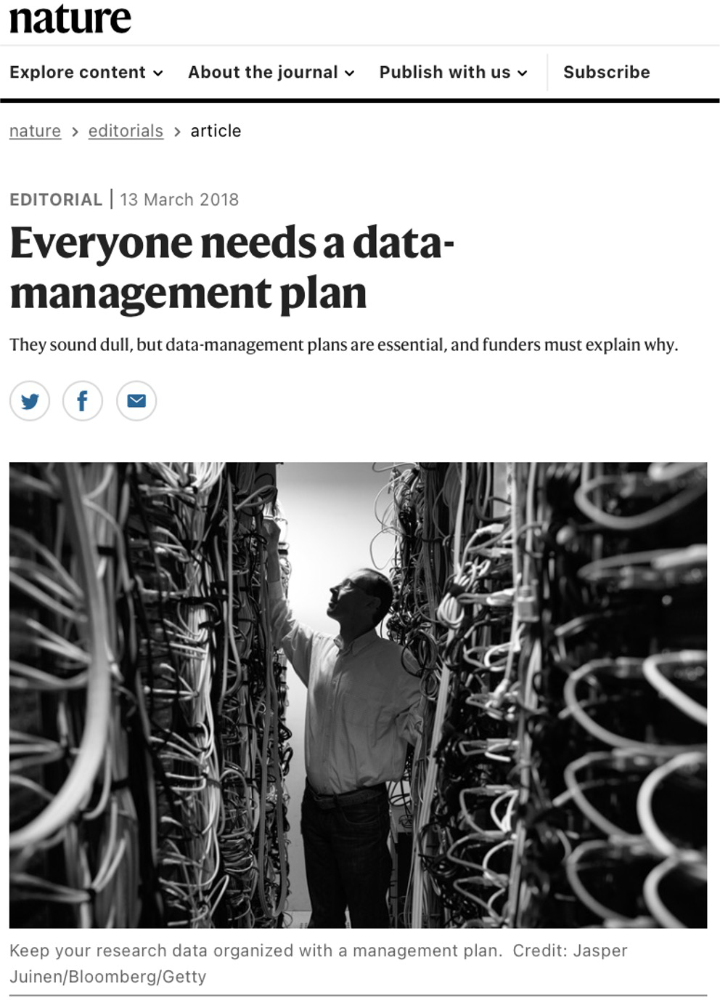 nature
Explore content About the journal Publish with us Subscribe
nature > editorials > article
EDITORIAL | 13 March 2018
Everyone needs a data-
management plan
They sound dull, but data-management plans are essential, and funders must explain why.
Keep your research data organized with a management plan. Credit: Jasper
Juinen/Bloomberg/Getty